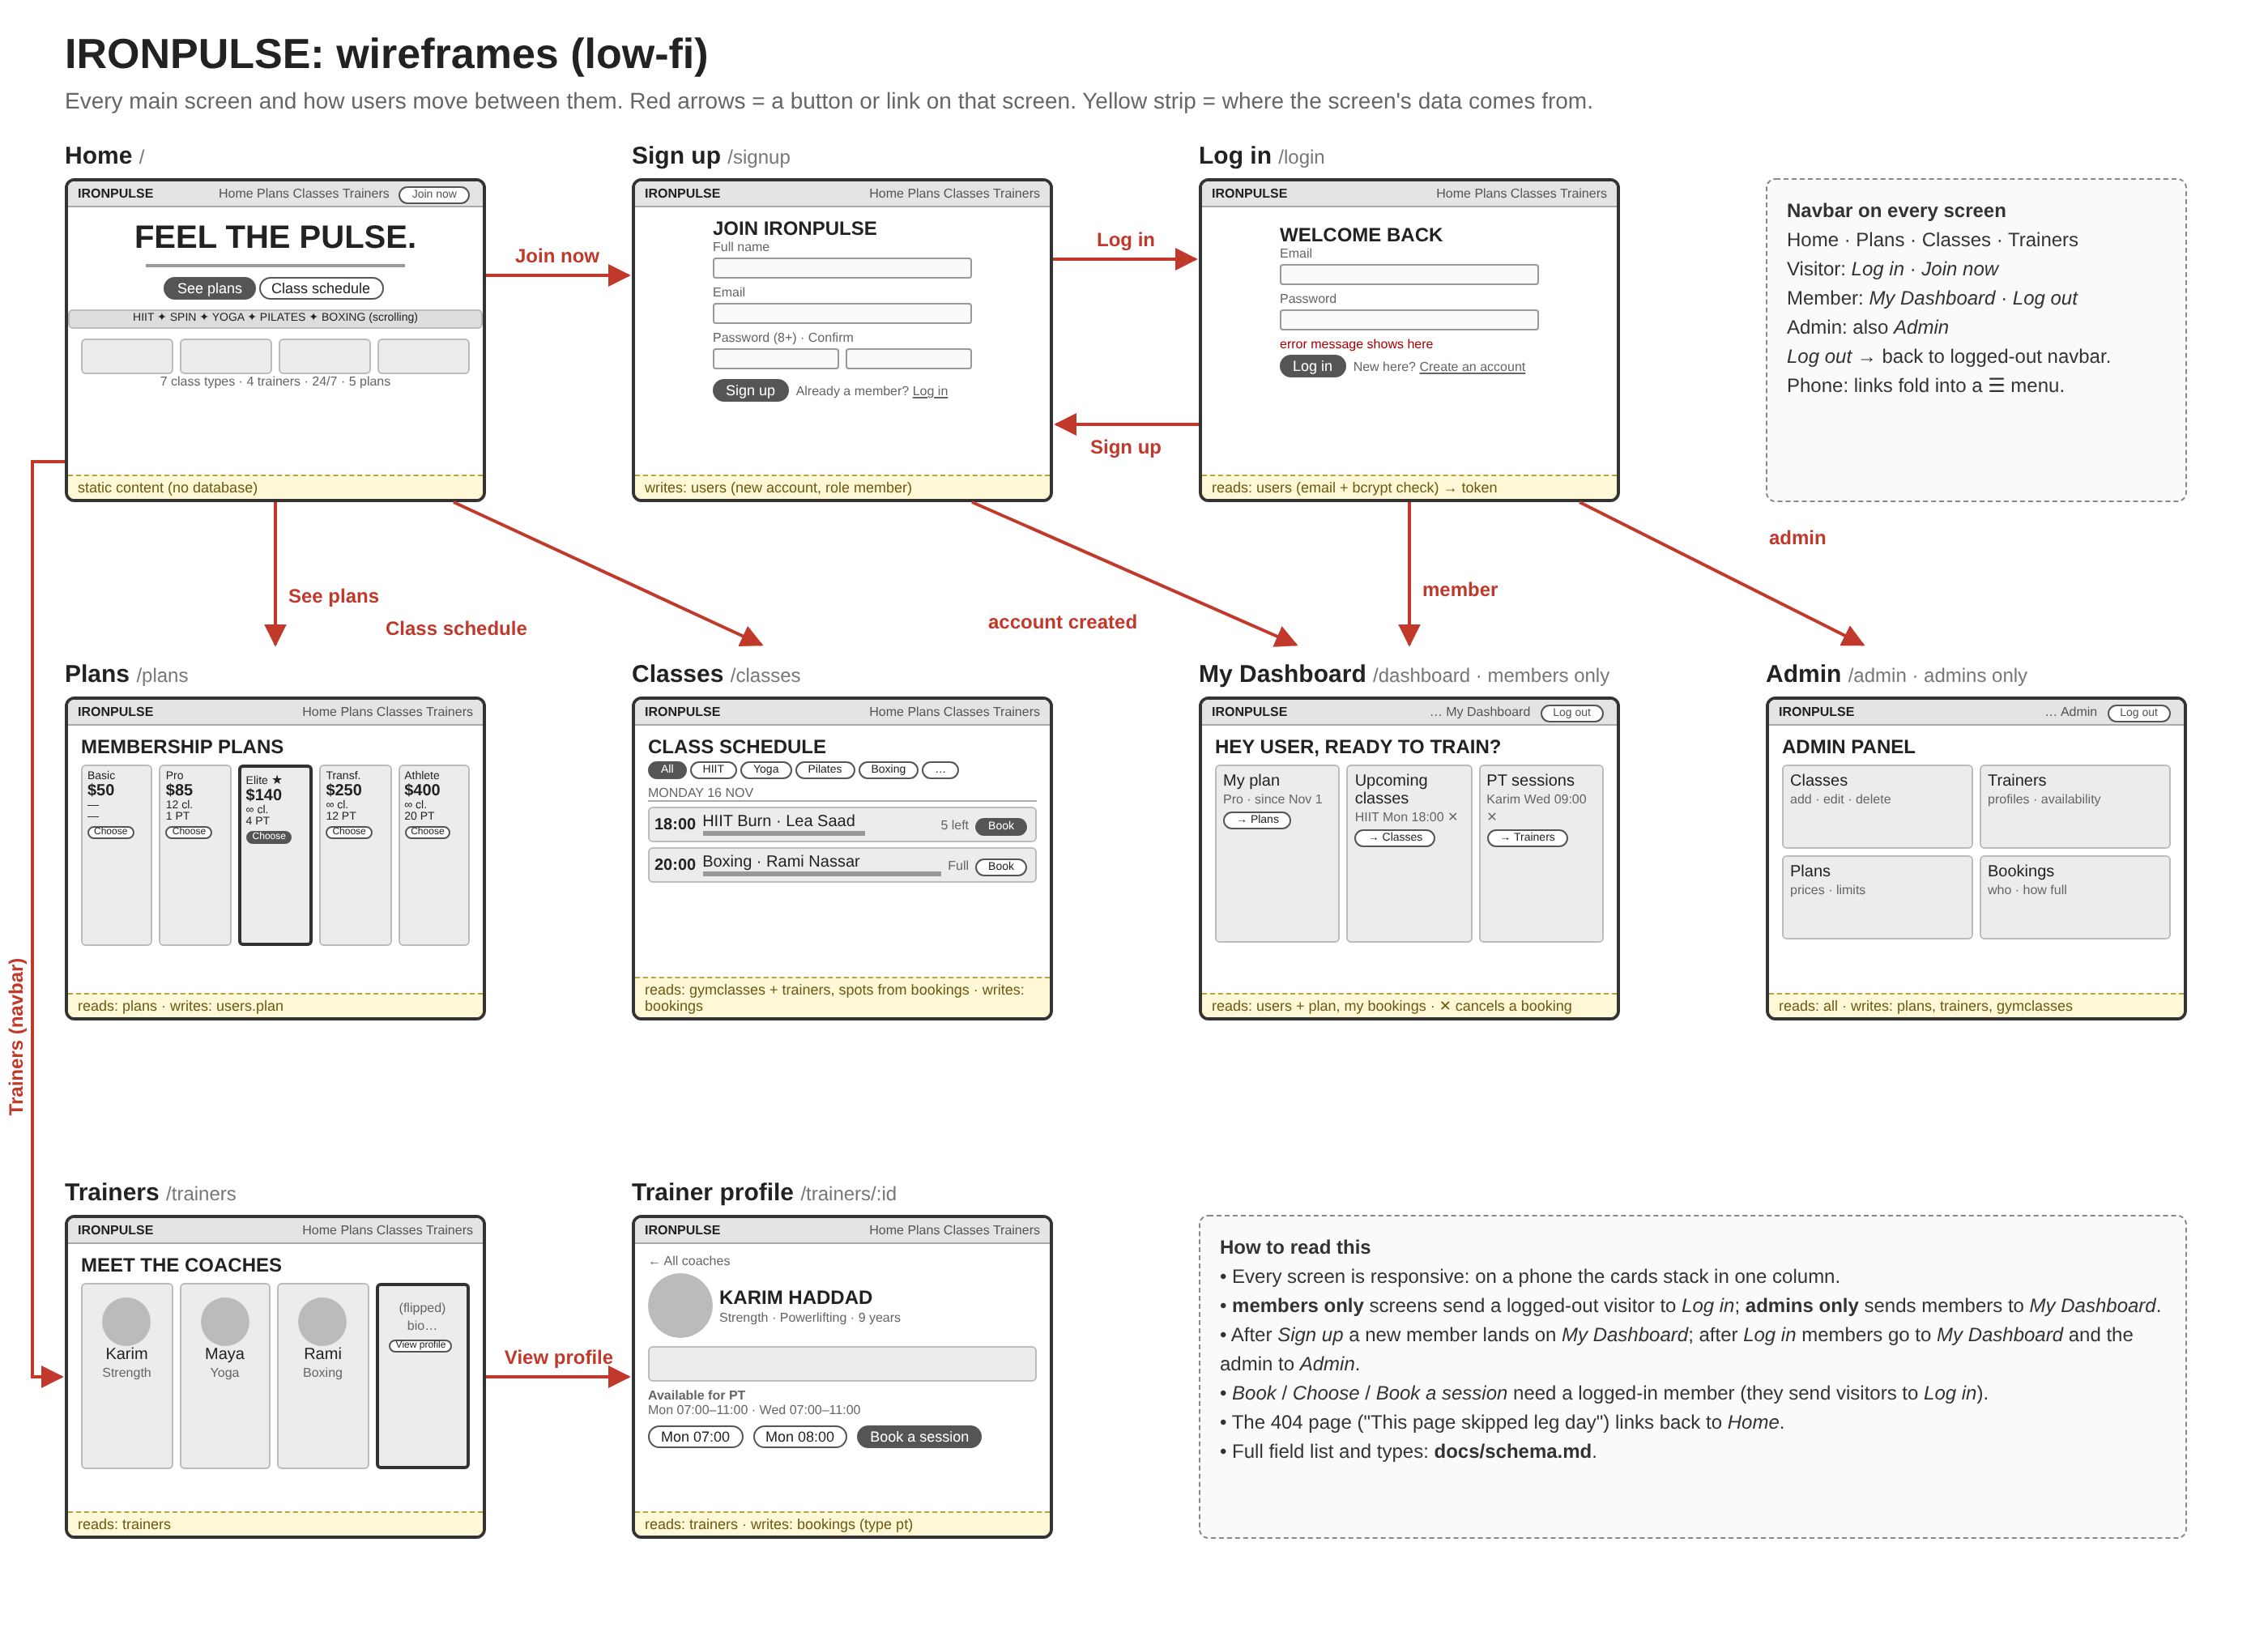 IRONPULSE: wireframes (low-fi)
Every main screen and how users move between them. Red arrows = a button or link on that screen. Yellow strip = where the screen's data comes from.
Home /
IRONPULSE Home Plans Classes Trainers Join now
FEEL THE PULSE.
See plans Class schedule
HIIT ✦ SPIN ✦ YOGA ✦ PILATES ✦ BOXING (scrolling)
7 class types · 4 trainers · 24/7 · 5 plans
static content (no database)
Join now
Sign up /signup
IRONPULSE Home Plans Classes Trainers
JOIN IRONPULSE
Full name
Email
Password (8+) · Confirm
Sign up Already a member? Log in
writes: users (new account, role member)
Log in
Sign up
Log in /login
IRONPULSE Home Plans Classes Trainers
WELCOME BACK
Email
Password
error message shows here
Log in New here? Create an account
reads: users (email + bcrypt check) → token
Navbar on every screen
Home · Plans · Classes · Trainers
Visitor: Log in · Join now
Member: My Dashboard · Log out
Admin: also Admin
Log out → back to logged-out navbar.
Phone: links fold into a ☰ menu.
See plans
Class schedule
account created
member
admin
Trainers (navbar)
Plans /plans
IRONPULSE Home Plans Classes Trainers
MEMBERSHIP PLANS
Basic
$50
—
—
Choose
Pro
$85
12 cl.
1 PT
Choose
Elite ★
$140
∞ cl.
4 PT
Choose
Transf.
$250
∞ cl.
12 PT
Choose
Athlete
$400
∞ cl.
20 PT
Choose
reads: plans · writes: users.plan
Classes /classes
IRONPULSE Home Plans Classes Trainers
CLASS SCHEDULE
All HIIT Yoga Pilates Boxing …
MONDAY 16 NOV
18:00 HIIT Burn · Lea Saad 5 left Book
20:00 Boxing · Rami Nassar Full Book
reads: gymclasses + trainers, spots from bookings · writes:
bookings
My Dashboard /dashboard · members only
IRONPULSE … My Dashboard Log out
HEY USER, READY TO TRAIN?
My plan
Pro · since Nov 1
→ Plans
Upcoming
classes
HIIT Mon 18:00 ✕
→ Classes
PT sessions
Karim Wed 09:00
✕
→ Trainers
reads: users + plan, my bookings · ✕ cancels a booking
Admin /admin · admins only
IRONPULSE … Admin Log out
ADMIN PANEL
Classes
add · edit · delete
Trainers
profiles · availability
Plans
prices · limits
Bookings
who · how full
reads: all · writes: plans, trainers, gymclasses
Trainers /trainers
IRONPULSE Home Plans Classes Trainers
MEET THE COACHES
Karim
Strength
Maya
Yoga
Rami
Boxing
(flipped)
bio…
View profile
reads: trainers
View profile
Trainer profile /trainers/:id
IRONPULSE Home Plans Classes Trainers
← All coaches
KARIM HADDAD
Strength · Powerlifting · 9 years
Available for PT
Mon 07:00–11:00 · Wed 07:00–11:00
Mon 07:00 Mon 08:00 Book a session
reads: trainers · writes: bookings (type pt)
How to read this
• Every screen is responsive: on a phone the cards stack in one column.
• members only screens send a logged-out visitor to Log in; admins only sends members to My Dashboard.
• After Sign up a new member lands on My Dashboard; after Log in members go to My Dashboard and the
admin to Admin.
• Book / Choose / Book a session need a logged-in member (they send visitors to Log in).
• The 404 page ("This page skipped leg day") links back to Home.
• Full field list and types: docs/schema.md.